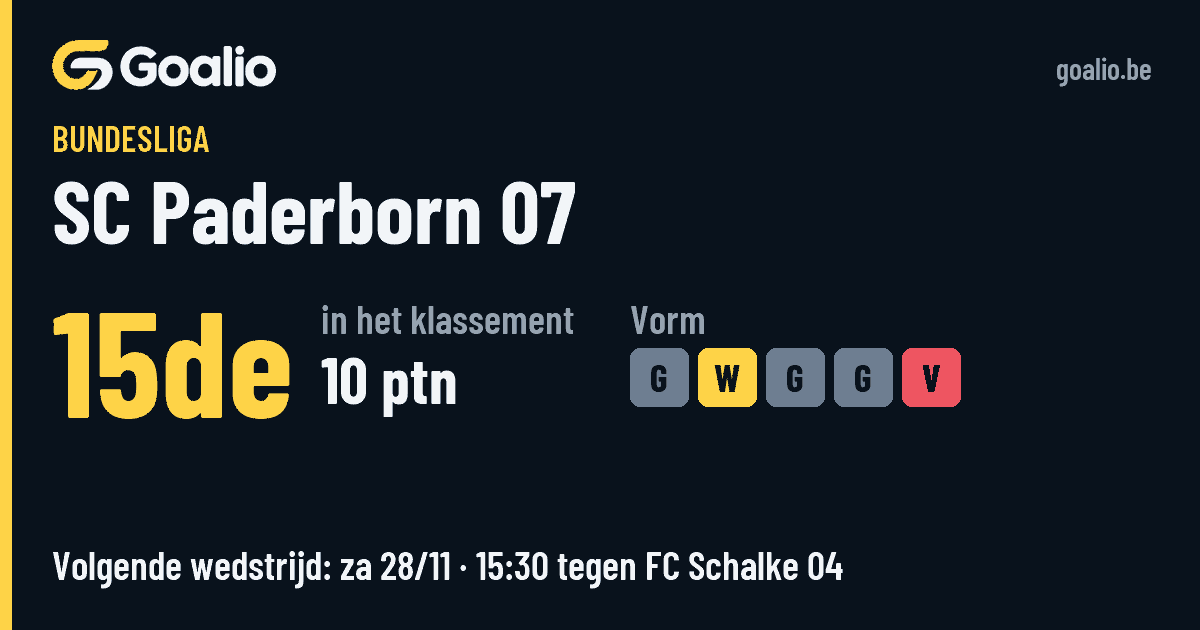 Goalio
goalio.be
BUNDESLIGA
SC Paderborn 07
15de
in het klassement
10 ptn
Vorm
G W G G V
Volgende wedstrijd: za 28/11 · 15:30 tegen FC Schalke 04